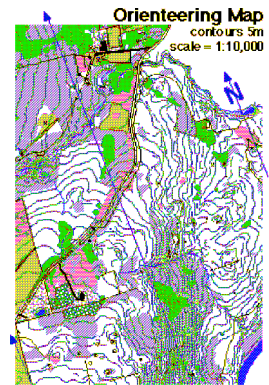 Orienteering Map
contours 5m
scale = 1:10,000
N